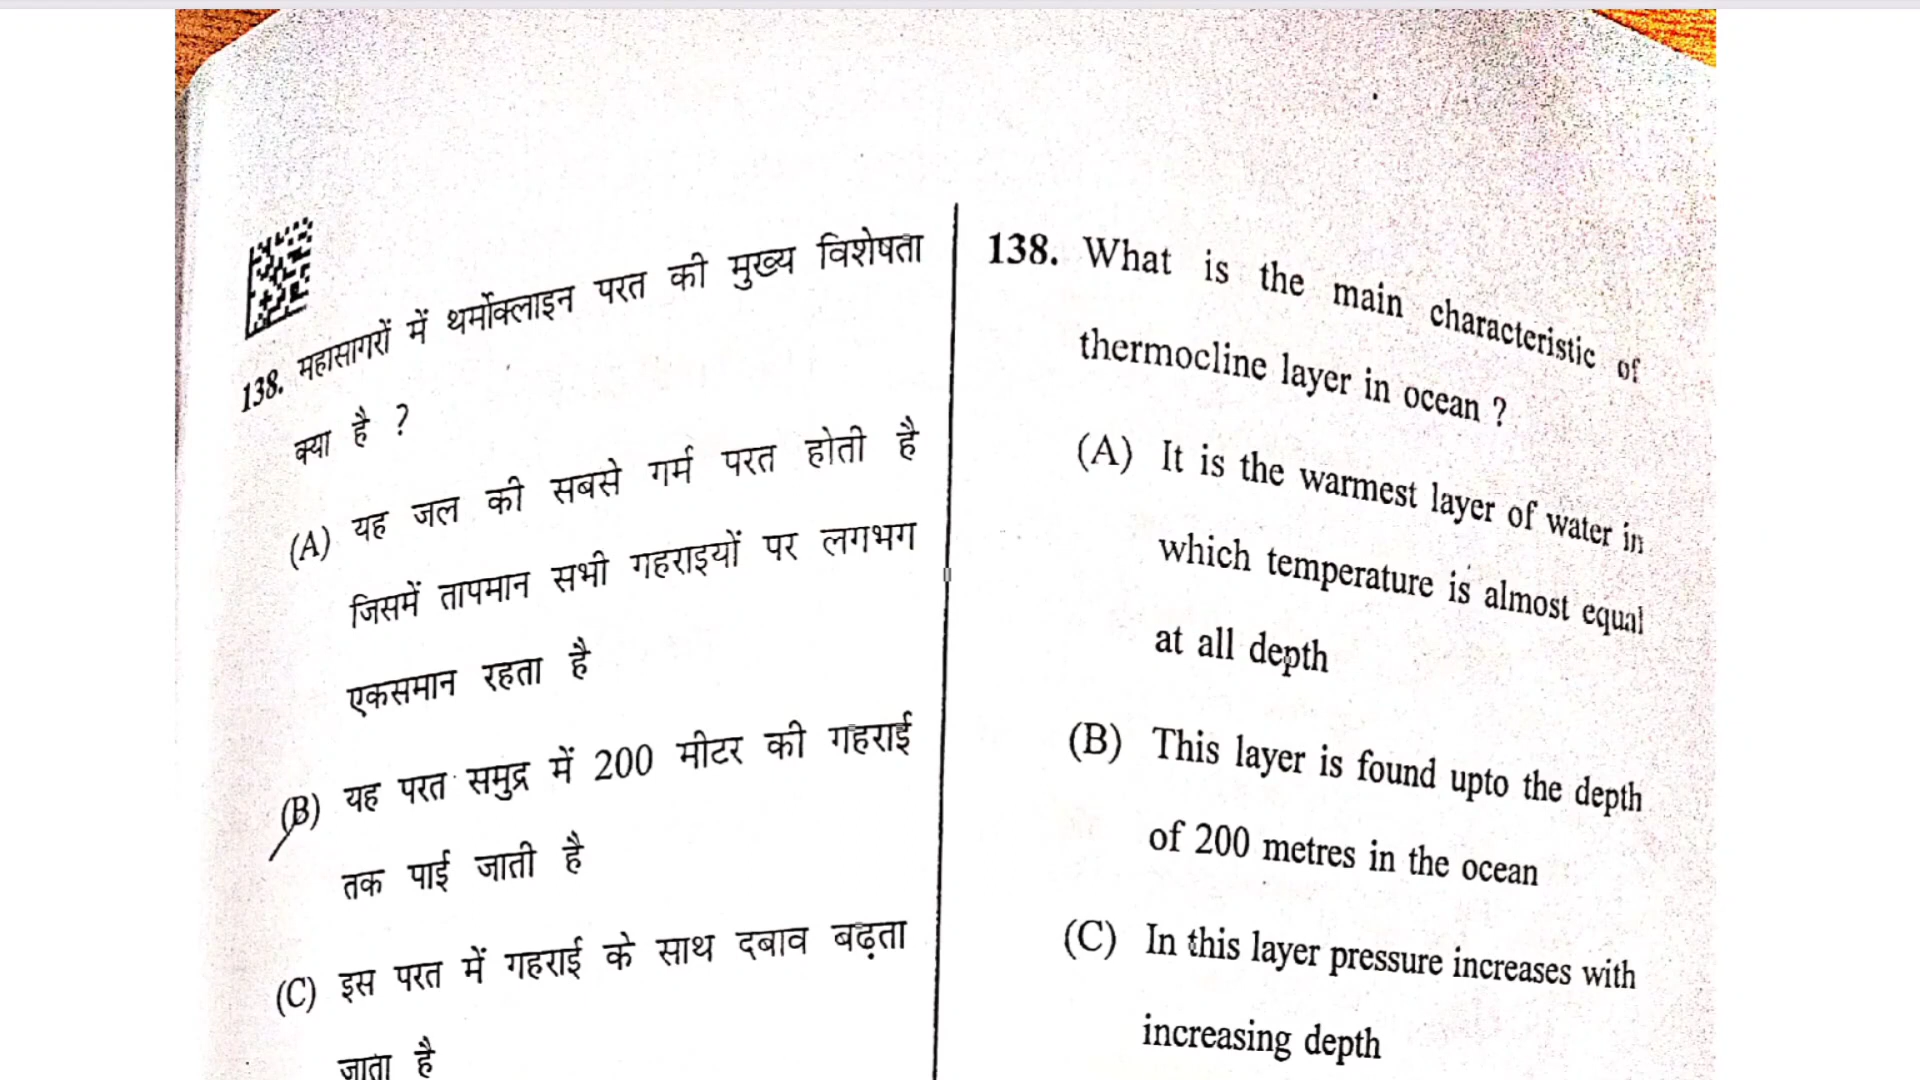 138. महासागरों में थर्मोक्लाइन परत की मुख्य विशेषता
क्या है ?
(A) यह जल की सबसे गर्म परत होती है
जिसमें तापमान सभी गहराइयों पर लगभग
एकसमान रहता है
(B) यह परत समुद्र में 200 मीटर की गहराई
तक पाई जाती है
(C) इस परत में गहराई के साथ दबाव बढ़ता
जाता है
138. What is the main characteristic of
thermocline layer in ocean ?
(A) It is the warmest layer of water in
which temperature is almost equal
at all depth
(B) This layer is found upto the depth
of 200 metres in the ocean
(C) In this layer pressure increases with
increasing depth